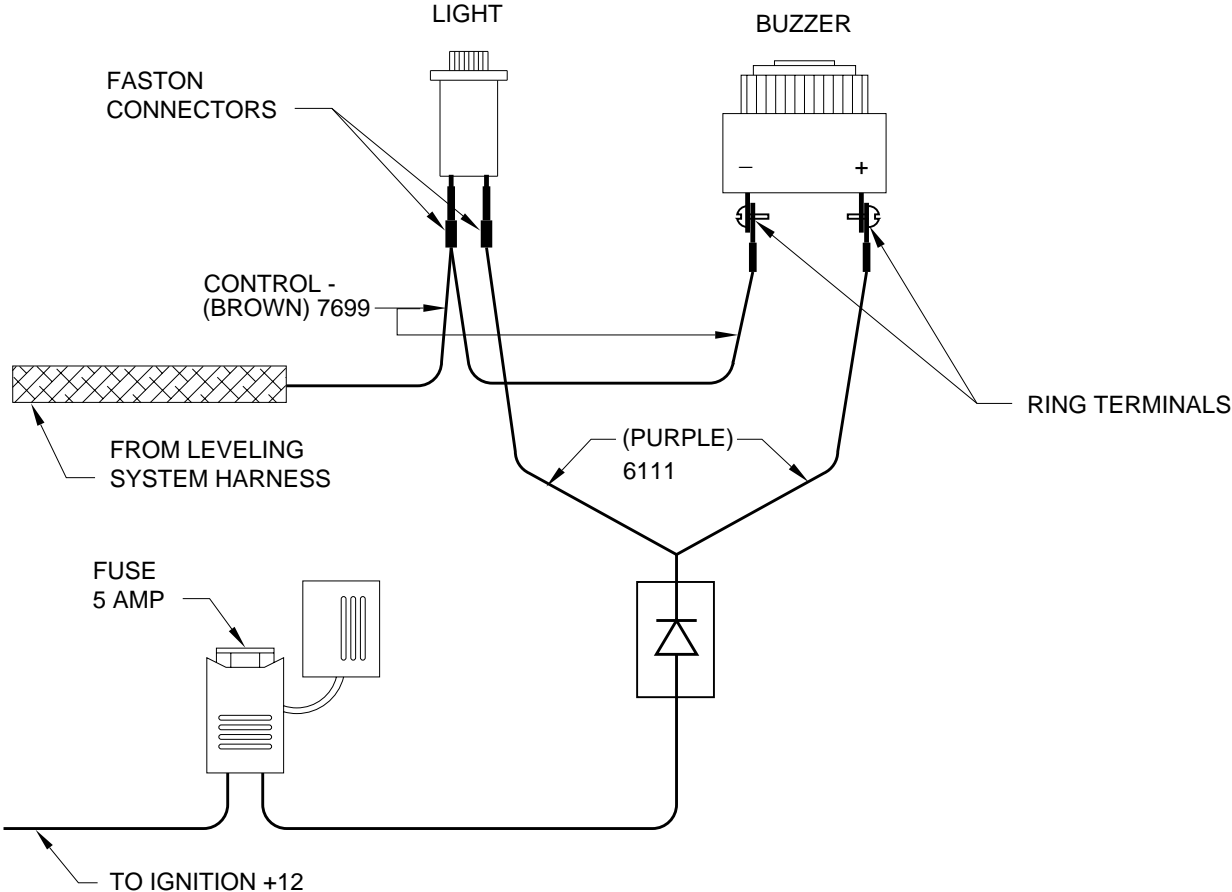 LIGHT
BUZZER
FASTON
CONNECTORS
– +
CONTROL -
(BROWN) 7699
RING TERMINALS
(PURPLE)
6111
FROM LEVELING
SYSTEM HARNESS
FUSE
5 AMP
TO IGNITION +12